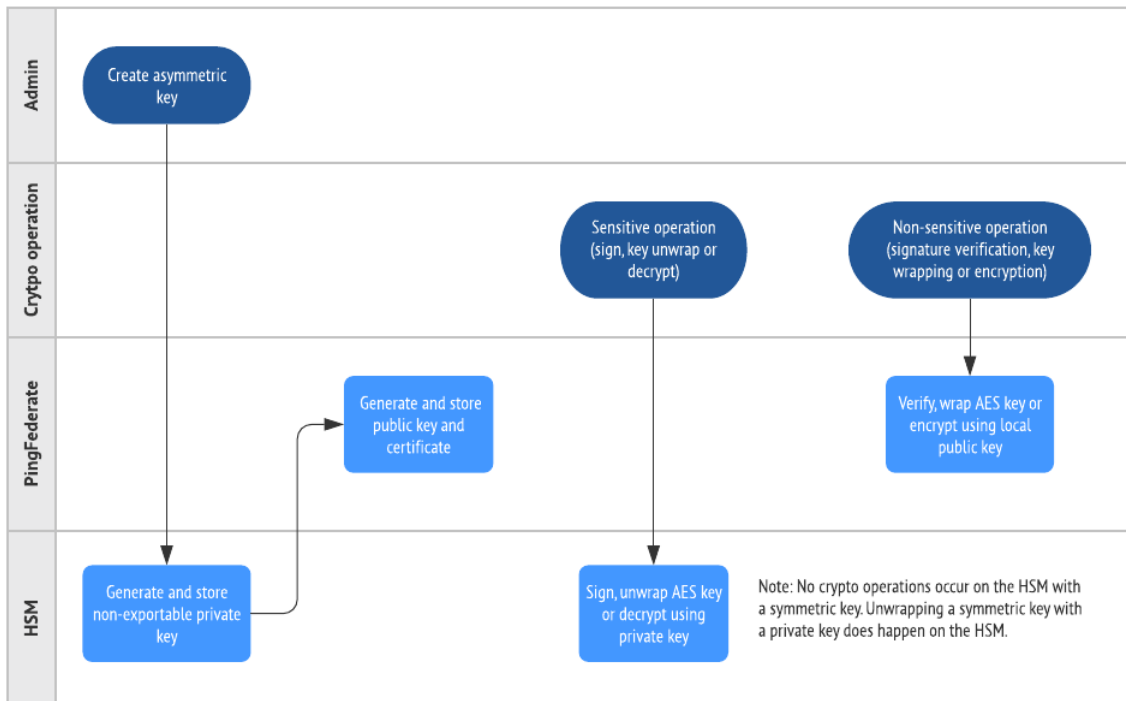 Admin
Create asymmetric
key
Crytpo operation
Sensitive operation
(sign, key unwrap or
decrypt)
Non-sensitive operation
(signature verification, key
wrapping or encryption)
PingFederate
Generate and store
public key and
certificate
Verify, wrap AES key or
encrypt using local
public key
HSM
Generate and store
non-exportable private
key
Sign, unwrap AES key
or decrypt using
private key
Note: No crypto operations occur on the HSM with
a symmetric key. Unwrapping a symmetric key with
a private key does happen on the HSM.